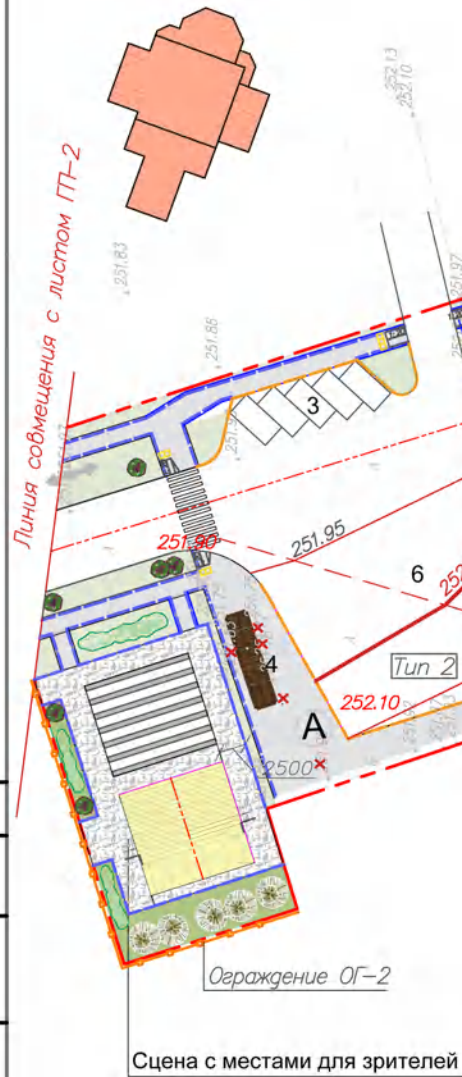 252.13
252.10
Линия совмещения с листом ГП-2
251.83
251.88
251.97
3
251.90
251.95
6
4
Тип 2
252.10
А
2500
Ограждение ОГ-2
Сцена с местами для зрителей